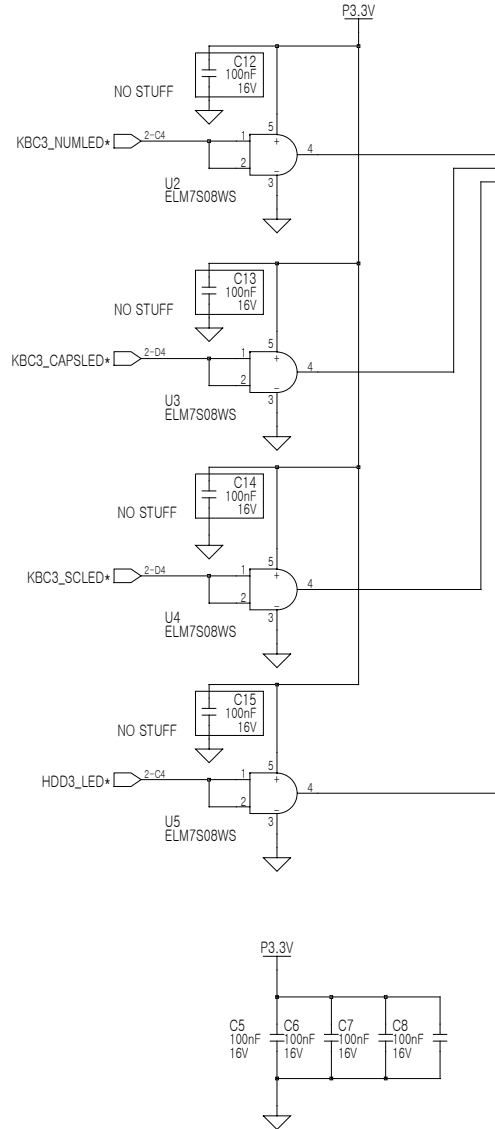 P3.3V
C12
100nF
16V
NO STUFF
5
KBC3_NUMLED* 2-C4 1 + 4
2 -
3
U2
ELM7S08WS
C13
100nF
16V
NO STUFF
5
KBC3_CAPSLED* 2-D4 1 + 4
2 -
3
U3
ELM7S08WS
C14
100nF
16V
NO STUFF
5
KBC3_SCLED* 2-D4 1 + 4
2 -
3
U4
ELM7S08WS
C15
100nF
16V
NO STUFF
5
HDD3_LED* 2-C4 1 + 4
2 -
3
U5
ELM7S08WS
P3.3V
C5 C6 C7 C8
100nF 100nF 100nF 100nF
16V 16V 16V 16V